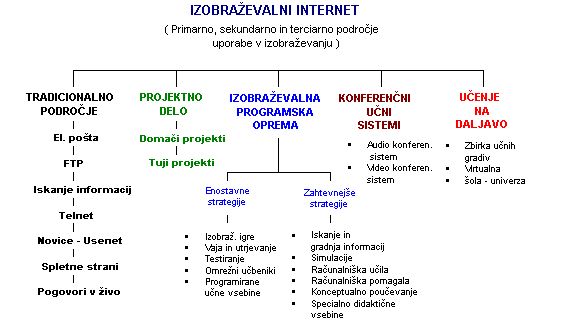 IZOBRAŽEVALNI INTERNET
( Primarno, sekundarno in terciarno področje
uporabe v izobraževanju )
TRADICIONALNO
PODROČJE
El. pošta
FTP
Iskanje informacij
Telnet
Novice - Usenet
Spletne strani
Pogovori v živo
PROJEKTNO
DELO
Domači projekti
Tuji projekti
IZOBRAŽEVALNA
PROGRAMSKA
OPREMA
Enostavne
strategije
Izobraž. igre
Vaja in utrjevanje
Testiranje
Omrežni učbeniki
Programirane
učne vsebine
Zahtevnejše
strategije
Iskanje in
gradnja informacij
Simulacije
Računalniška učila
Računalniška pomagala
Konceptualno poučevanje
Specialno didaktične
vsebine
KONFERENČNI
UČNI
SISTEMI
Audio konferen.
sistem
Video konferen.
sistem
UČENJE
NA
DALJAVO
Zbirka učnih
gradiv
Virtualna
šola - univerza